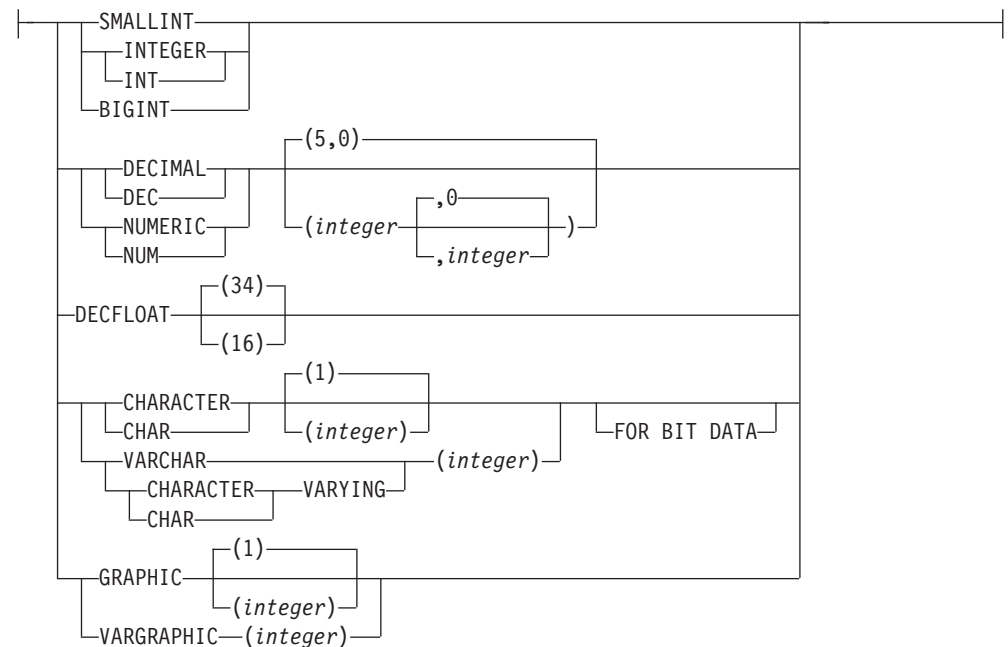 SMALLINT
INTEGER
INT
BIGINT
(5,0)
DECIMAL
DEC
,0
NUMERIC (integer )
NUM ,integer
(34)
DECFLOAT
(16)
(1)
CHARACTER
CHAR (integer) FOR BIT DATA
VARCHAR (integer)
CHARACTER VARYING
CHAR
(1)
GRAPHIC
(integer)
VARGRAPHIC (integer)